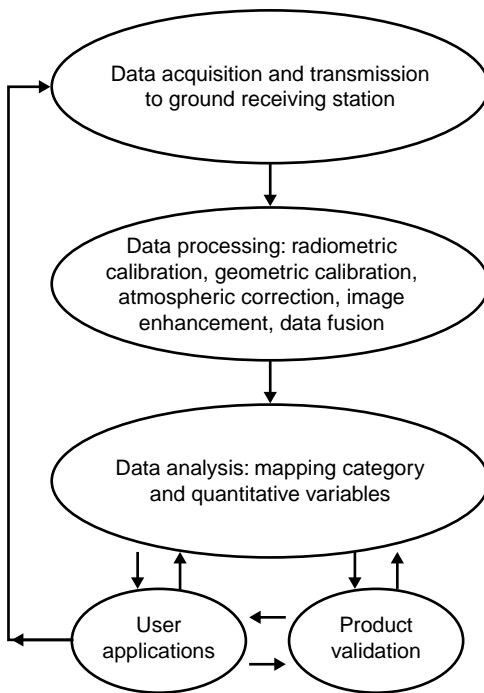 Data acquisition and transmission
to ground receiving station
Data processing: radiometric
calibration, geometric calibration,
atmospheric correction, image
enhancement, data fusion
Data analysis: mapping category
and quantitative variables
User
applications
Product
validation